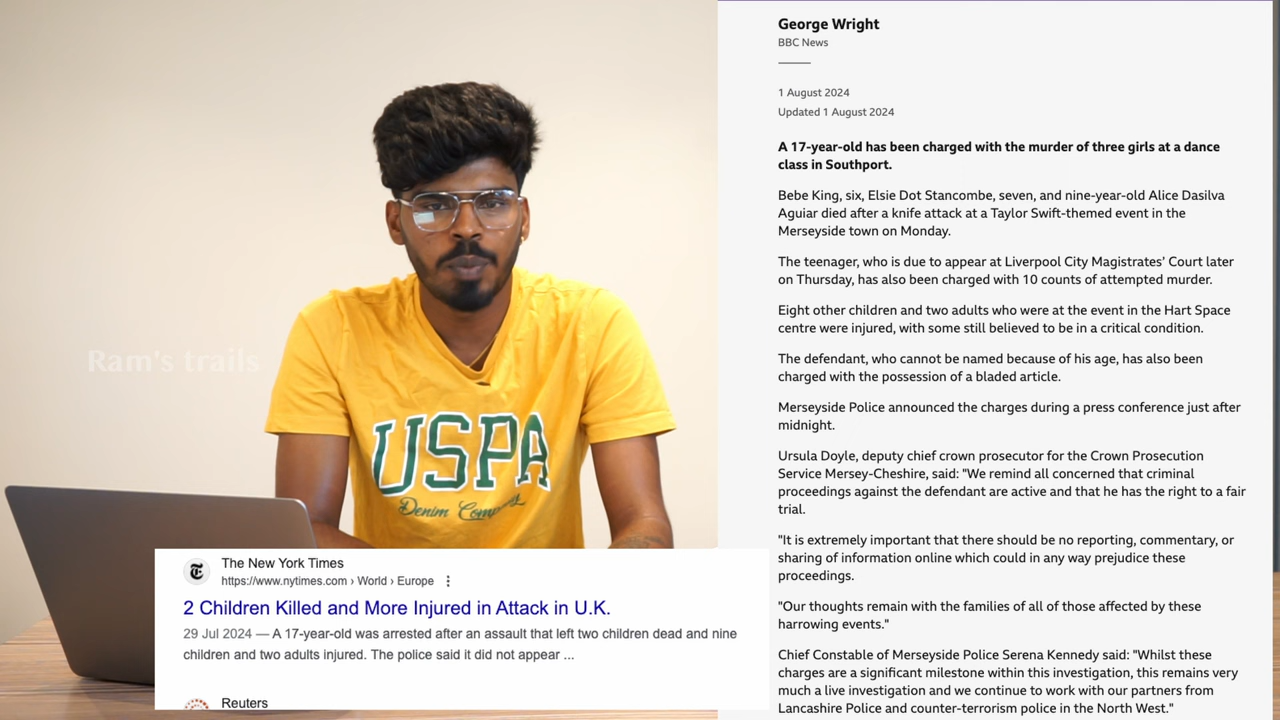 George Wright
BBC News
1 August 2024
Updated 1 August 2024
A 17-year-old has been charged with the murder of three girls at a dance
class in Southport.
Bebe King, six, Elsie Dot Stancombe, seven, and nine-year-old Alice Dasilva
Aguiar died after a knife attack at a Taylor Swift-themed event in the
Merseyside town on Monday.
The teenager, who is due to appear at Liverpool City Magistrates’ Court later
on Thursday, has also been charged with 10 counts of attempted murder.
Eight other children and two adults who were at the event in the Hart Space
centre were injured, with some still believed to be in a critical condition.
The defendant, who cannot be named because of his age, has also been
charged with the possession of a bladed article.
Merseyside Police announced the charges during a press conference just after
midnight.
Ursula Doyle, deputy chief crown prosecutor for the Crown Prosecution
Service Mersey-Cheshire, said: "We remind all concerned that criminal
proceedings against the defendant are active and that he has the right to a fair
trial.
"It is extremely important that there should be no reporting, commentary, or
sharing of information online which could in any way prejudice these
proceedings.
"Our thoughts remain with the families of all of those affected by these
harrowing events."
Chief Constable of Merseyside Police Serena Kennedy said: "Whilst these
charges are a significant milestone within this investigation, this remains very
much a live investigation and we continue to work with our partners from
Lancashire Police and counter-terrorism police in the North West."
Ram's trails
USPA
Denim Company
The New York Times
https://www.nytimes.com › World › Europe
2 Children Killed and More Injured in Attack in U.K.
29 Jul 2024 — A 17-year-old was arrested after an assault that left two children dead and nine
children and two adults injured. The police said it did not appear ...
Reuters